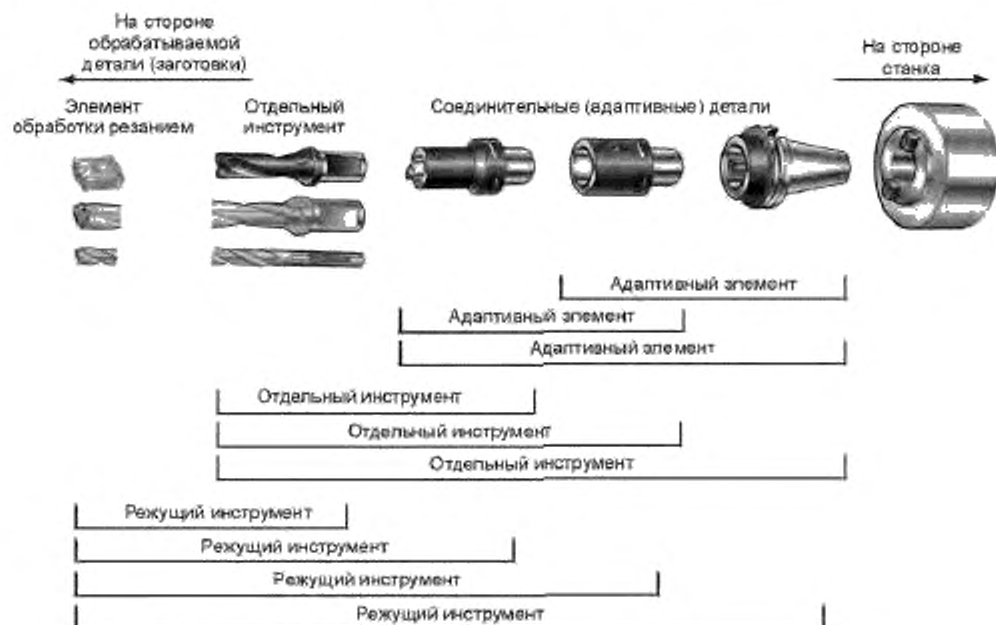 На стороне
обрабатываемой
детали (заготовки)
На стороне
станка
Элемент
обработки резанием
Отдельный
инструмент
Соединительные (адаптивные) детали
Адаптивный элемент
Адаптивный элемент
Адаптивный элемент
Отдельный инструмент
Отдельный инструмент
Отдельный инструмент
Режущий инструмент
Режущий инструмент
Режущий инструмент
Режущий инструмент